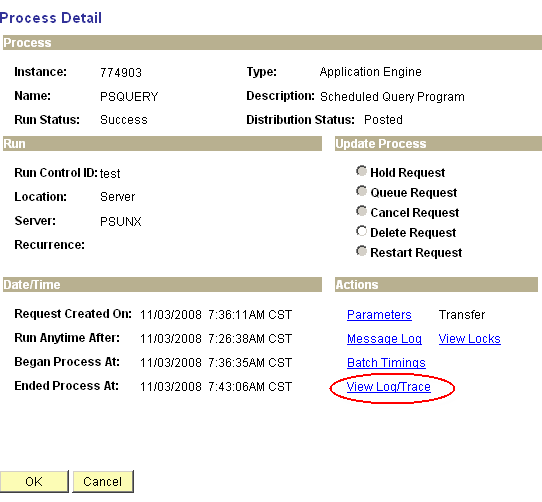 Process Detail
Process
Instance: 774903 Type: Application Engine
Name: PSQUERY Description: Scheduled Query Program
Run Status: Success Distribution Status: Posted
Run Update Process
Run Control ID: test Hold Request
Location: Server Queue Request
Server: PSUNX Cancel Request
Recurrence: Delete Request
Restart Request
Date/Time Actions
Request Created On: 11/03/2008 7:36:11AM CST Parameters Transfer
Run Anytime After: 11/03/2008 7:26:38AM CST Message Log View Locks
Began Process At: 11/03/2008 7:36:35AM CST Batch Timings
Ended Process At: 11/03/2008 7:43:06AM CST View Log/Trace
OK Cancel